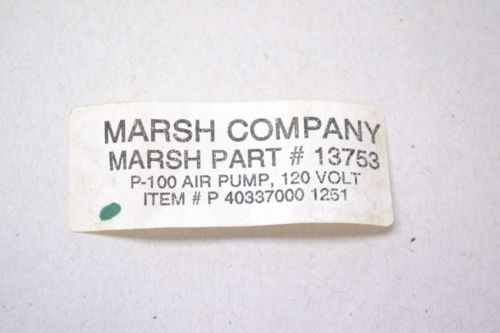 MARSH COMPANY
MARSH PART # 13753
P-100 AIR PUMP, 120 VOLT
ITEM # P 40337000 1251